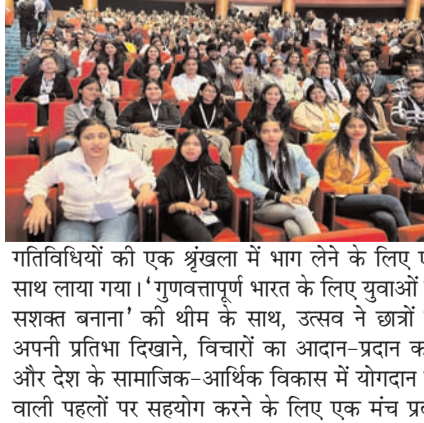 गतिविधियों की एक श्रृंखला में भाग लेने के लिए
साथ लाया गया। ‘गुणवत्तापूर्ण भारत के लिए युवाओं
सशक्त बनाना’ की थीम के साथ, उत्सव ने छात्रों
अपनी प्रतिभा दिखाने, विचारों का आदान-प्रदान
और देश के सामाजिक-आर्थिक विकास में योगदान
वाली पहलों पर सहयोग करने के लिए एक मंच